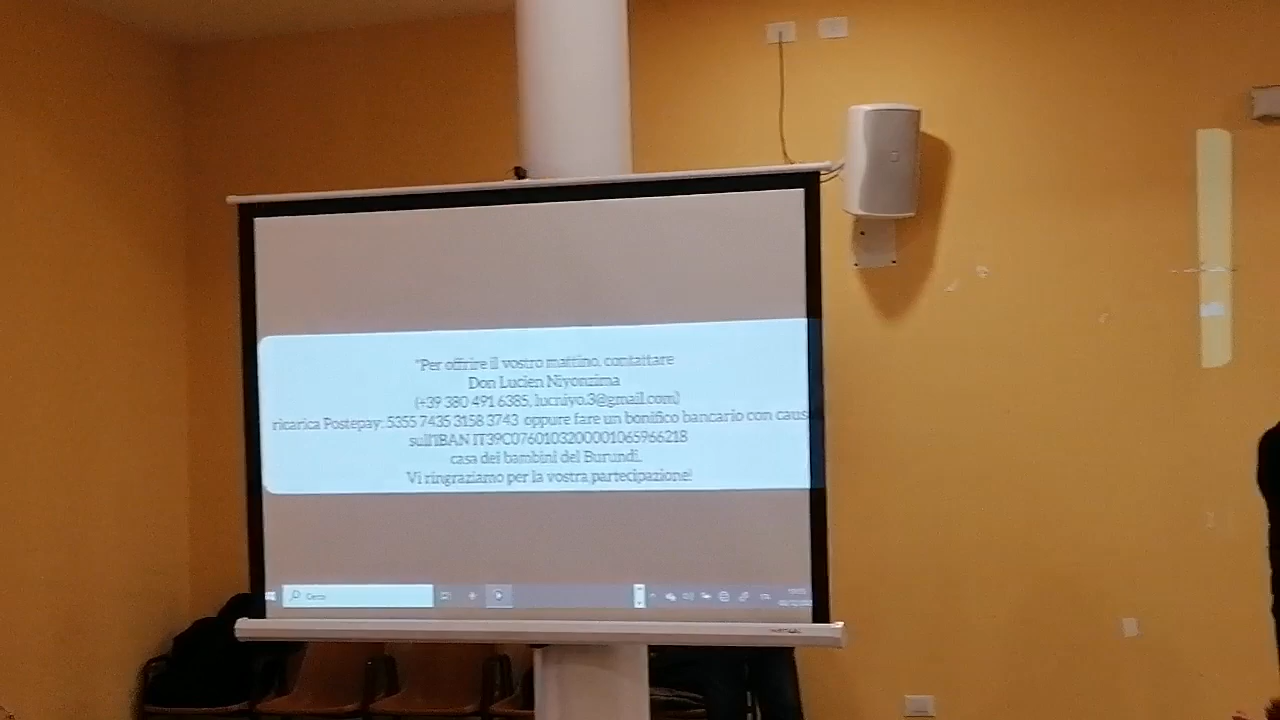 "Per offrire il vostro mattino, contattare
Don Lucien Niyonzima
(+39 380 491 6385, lucniyo.3@gmail.com)
ricarica Postepay: 5355 7435 3158 3743 oppure fare un bonifico bancario con caus
sull'IBAN IT39C0760103200001065966218
casa dei bambini del Burundi.
Vi ringraziamo per la vostra partecipazione!
Cerca